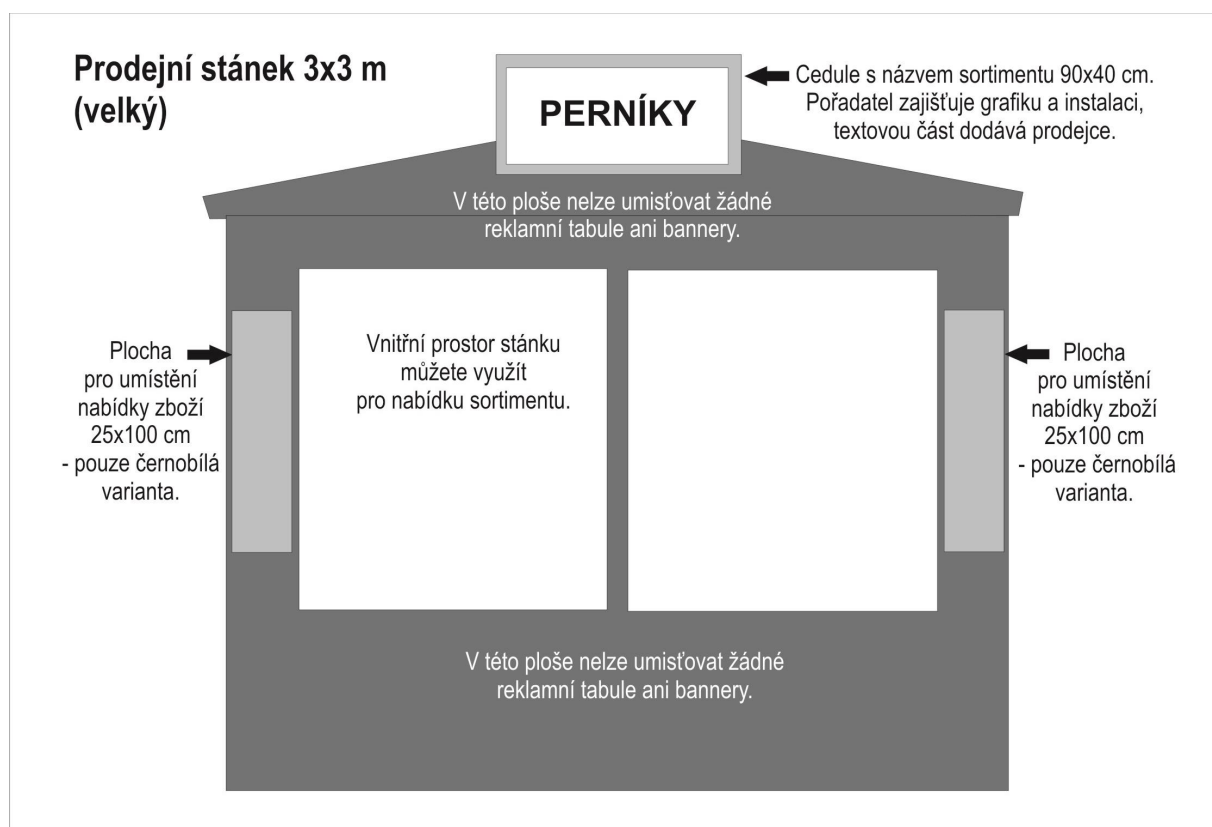 Prodejní stánek 3x3 m
(velký)
PERNÍKY
Cedule s názvem sortimentu 90x40 cm.
Pořadatel zajišťuje grafiku a instalaci,
textovou část dodává prodejce.
V této ploše nelze umisťovat žádné
reklamní tabule ani bannery.
Plocha
pro umístění
nabídky zboží
25x100 cm
- pouze černobílá
varianta.
Vnitřní prostor stánku
můžete využít
pro nabídku sortimentu.
Plocha
pro umístění
nabídky zboží
25x100 cm
- pouze černobílá
varianta.
V této ploše nelze umisťovat žádné
reklamní tabule ani bannery.